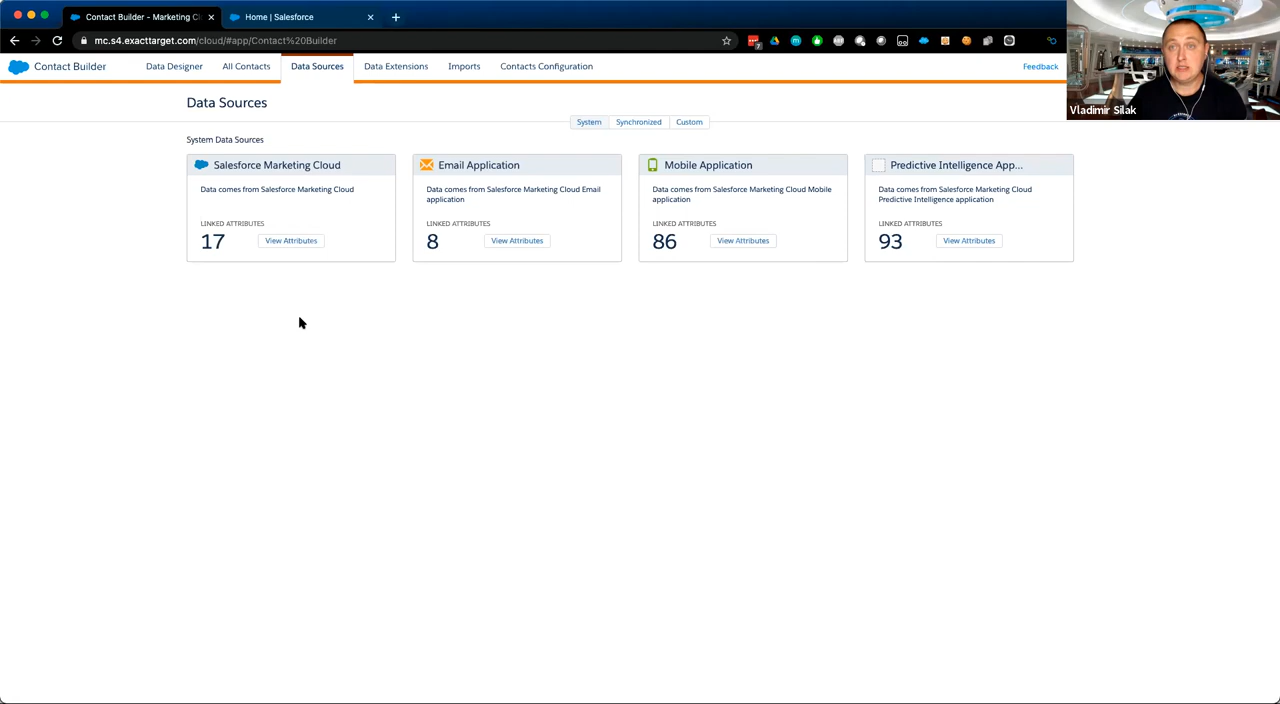 Contact Builder - Marketing Cl
Home | Salesforce
mc.s4.exacttarget.com/cloud/#app/Contact%20Builder
7
Contact Builder
Data Designer
All Contacts
Data Sources
Data Extensions
Imports
Contacts Configuration
Feedback
Vladimir Silak
Data Sources
System
Synchronized
Custom
System Data Sources
Salesforce Marketing Cloud
Data comes from Salesforce Marketing Cloud
LINKED ATTRIBUTES
17
View Attributes
Email Application
Data comes from Salesforce Marketing Cloud Email
application
LINKED ATTRIBUTES
8
View Attributes
Mobile Application
Data comes from Salesforce Marketing Cloud Mobile
application
LINKED ATTRIBUTES
86
View Attributes
Predictive Intelligence App...
Data comes from Salesforce Marketing Cloud
Predictive Intelligence application
LINKED ATTRIBUTES
93
View Attributes